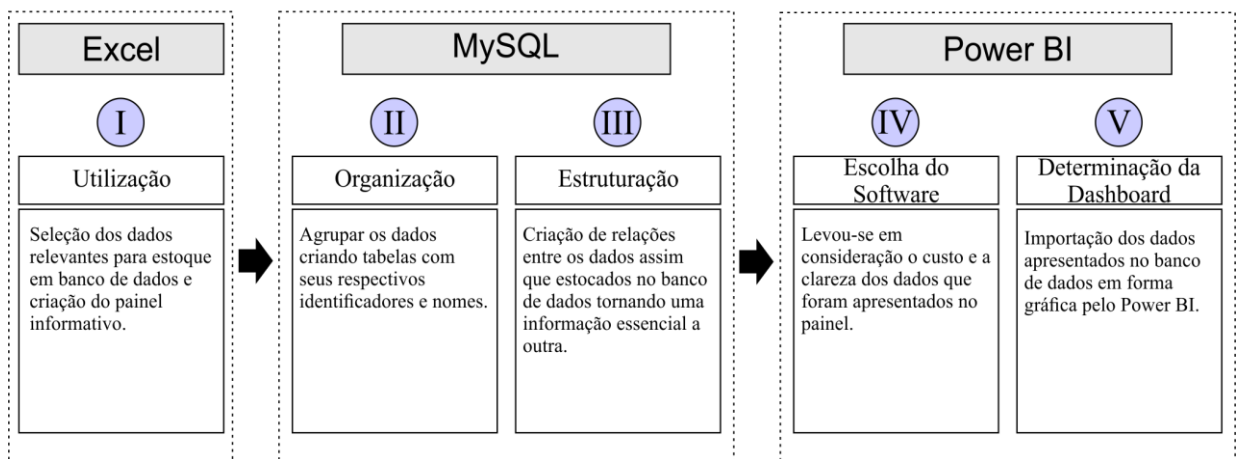 Excel
I
Utilização
Seleção dos dados
relevantes para estoque
em banco de dados e
criação do painel
informativo.
MySQL
II
Organização
Agrupar os dados
criando tabelas com
seus respectivos
identificadores e nomes.
III
Estruturação
Criação de relações
entre os dados assim
que estocados no banco
de dados tornando uma
informação essencial a
outra.
Power BI
IV
Escolha do
Software
Levou-se em
consideração o custo e a
clareza dos dados que
foram apresentados no
painel.
V
Determinação da
Dashboard
Importação dos dados
apresentados no banco
de dados em forma
gráfica pelo Power BI.